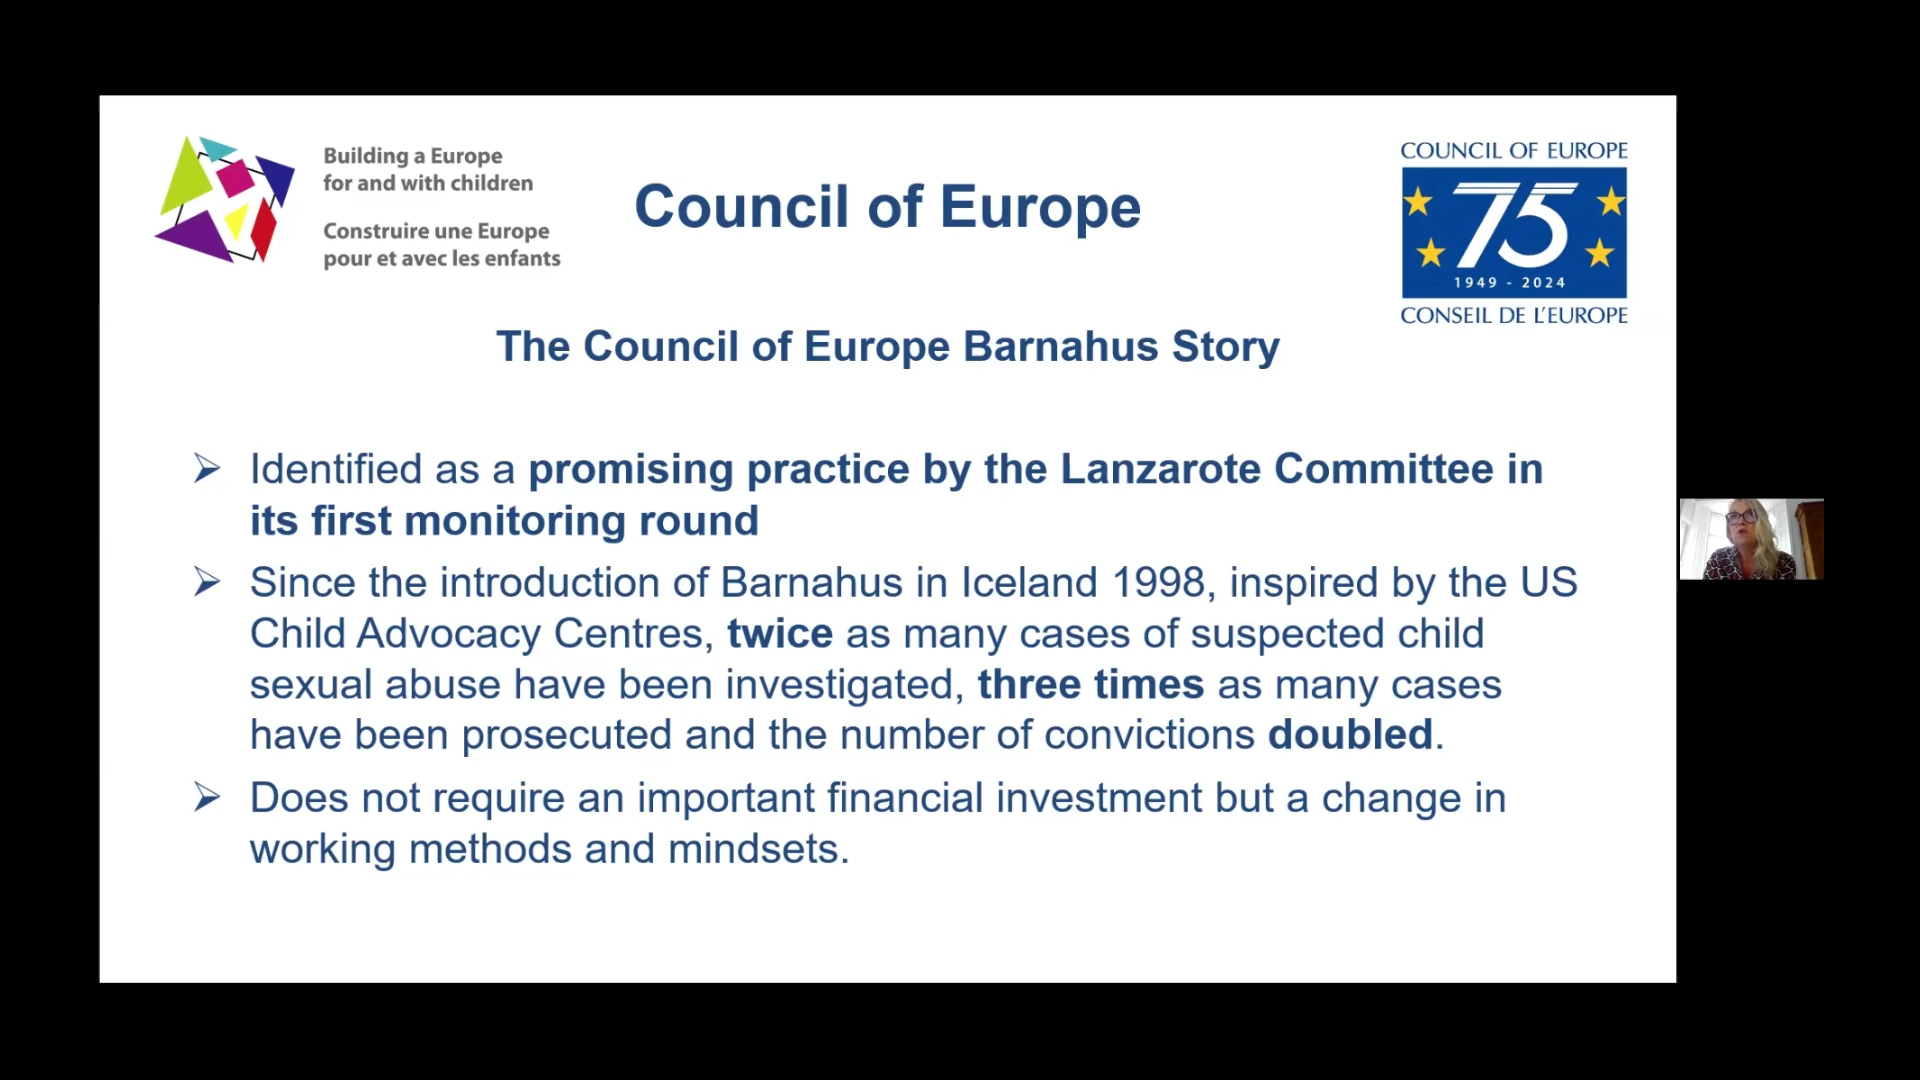 Building a Europe
for and with children
Construire une Europe
pour et avec les enfants
Council of Europe
COUNCIL OF EUROPE
75
1949 - 2024
CONSEIL DE L'EUROPE
The Council of Europe Barnahus Story
Identified as a promising practice by the Lanzarote Committee in
its first monitoring round
Since the introduction of Barnahus in Iceland 1998, inspired by the US
Child Advocacy Centres, twice as many cases of suspected child
sexual abuse have been investigated, three times as many cases
have been prosecuted and the number of convictions doubled.
Does not require an important financial investment but a change in
working methods and mindsets.